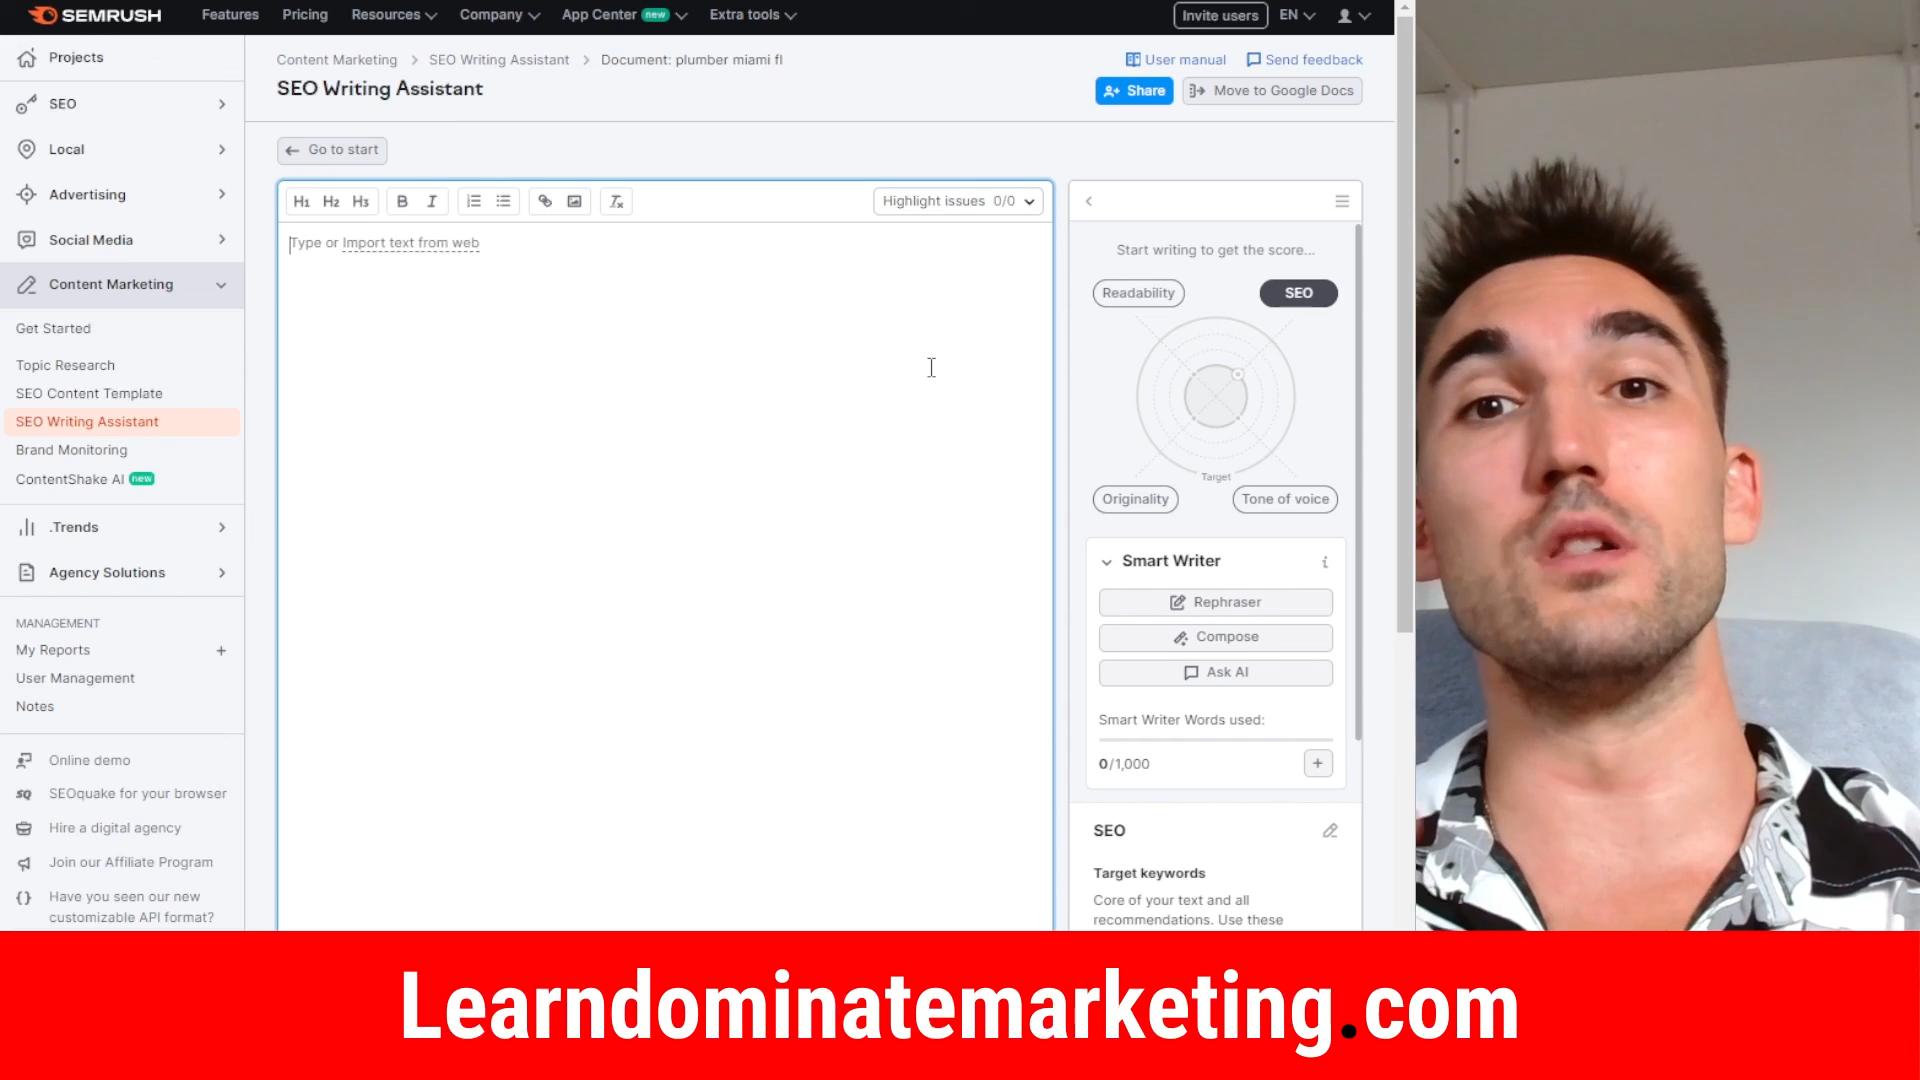 SEMRUSH
Features Pricing Resources Company App Center new Extra tools
Invite users EN
Projects
SEO
Local
Advertising
Social Media
Content Marketing
Get Started
Topic Research
SEO Content Template
SEO Writing Assistant
Brand Monitoring
ContentShake AI new
.Trends
Agency Solutions
MANAGEMENT
My Reports +
User Management
Notes
Online demo
SQ SEOquake for your browser
Hire a digital agency
Join our Affiliate Program
{} Have you seen our new
customizable API format?
Content Marketing > SEO Writing Assistant > Document: plumber miami fl
User manual Send feedback
SEO Writing Assistant
Share Move to Google Docs
Go to start
H1 H2 H3 B I
Highlight issues 0/0
Type or Import text from web
Start writing to get the score...
Readability SEO
Target
Originality Tone of voice
Smart Writer i
Rephraser
Compose
Ask AI
Smart Writer Words used:
0/1,000 +
SEO
Target keywords
Core of your text and all
recommendations. Use these
Learndominatemarketing.com